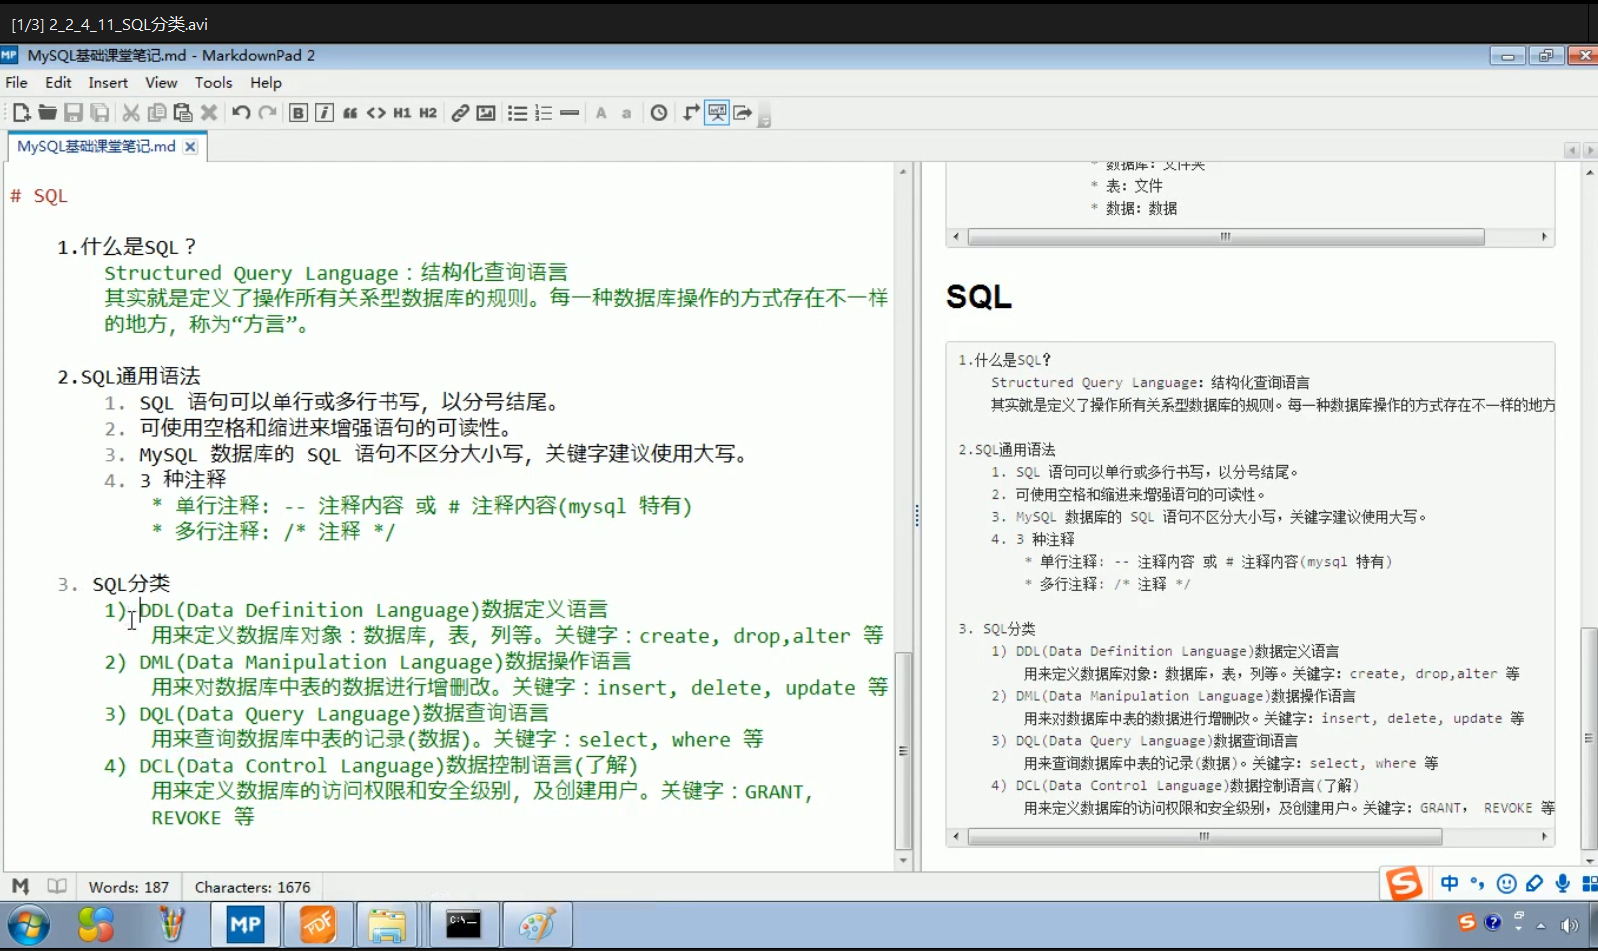 [1/3] 2_2_4_11_SQL分类.avi
MySQL基础课堂笔记.md - MarkdownPad 2
File Edit Insert View Tools Help
H1 H2
MySQL基础课堂笔记.md
# SQL
1.什么是SQL？
Structured Query Language：结构化查询语言
其实就是定义了操作所有关系型数据库的规则。每一种数据库操作的方式存在不一样
的地方，称为“方言”。
2.SQL通用语法
1. SQL 语句可以单行或多行书写，以分号结尾。
2. 可使用空格和缩进来增强语句的可读性。
3. MySQL 数据库的 SQL 语句不区分大小写，关键字建议使用大写。
4. 3 种注释
* 单行注释: -- 注释内容 或 # 注释内容(mysql 特有)
* 多行注释: /* 注释 */
3. SQL分类
1) DDL(Data Definition Language)数据定义语言
用来定义数据库对象：数据库，表，列等。关键字：create, drop,alter 等
2) DML(Data Manipulation Language)数据操作语言
用来对数据库中表的数据进行增删改。关键字：insert, delete, update 等
3) DQL(Data Query Language)数据查询语言
用来查询数据库中表的记录(数据)。关键字：select, where 等
4) DCL(Data Control Language)数据控制语言(了解)
用来定义数据库的访问权限和安全级别，及创建用户。关键字：GRANT，
REVOKE 等
* 数据库：文件夹
* 表：文件
* 数据：数据
SQL
1.什么是SQL？
Structured Query Language：结构化查询语言
其实就是定义了操作所有关系型数据库的规则。每一种数据库操作的方式存在不一样的地方
2.SQL通用语法
1. SQL 语句可以单行或多行书写，以分号结尾。
2. 可使用空格和缩进来增强语句的可读性。
3. MySQL 数据库的 SQL 语句不区分大小写，关键字建议使用大写。
4. 3 种注释
* 单行注释: -- 注释内容 或 # 注释内容(mysql 特有)
* 多行注释: /* 注释 */
3. SQL分类
1) DDL(Data Definition Language)数据定义语言
用来定义数据库对象：数据库，表，列等。关键字：create, drop,alter 等
2) DML(Data Manipulation Language)数据操作语言
用来对数据库中表的数据进行增删改。关键字：insert, delete, update 等
3) DQL(Data Query Language)数据查询语言
用来查询数据库中表的记录(数据)。关键字：select, where 等
4) DCL(Data Control Language)数据控制语言(了解)
用来定义数据库的访问权限和安全级别，及创建用户。关键字：GRANT， REVOKE 等
Words: 187 Characters: 1676
中
MP PDF C:\